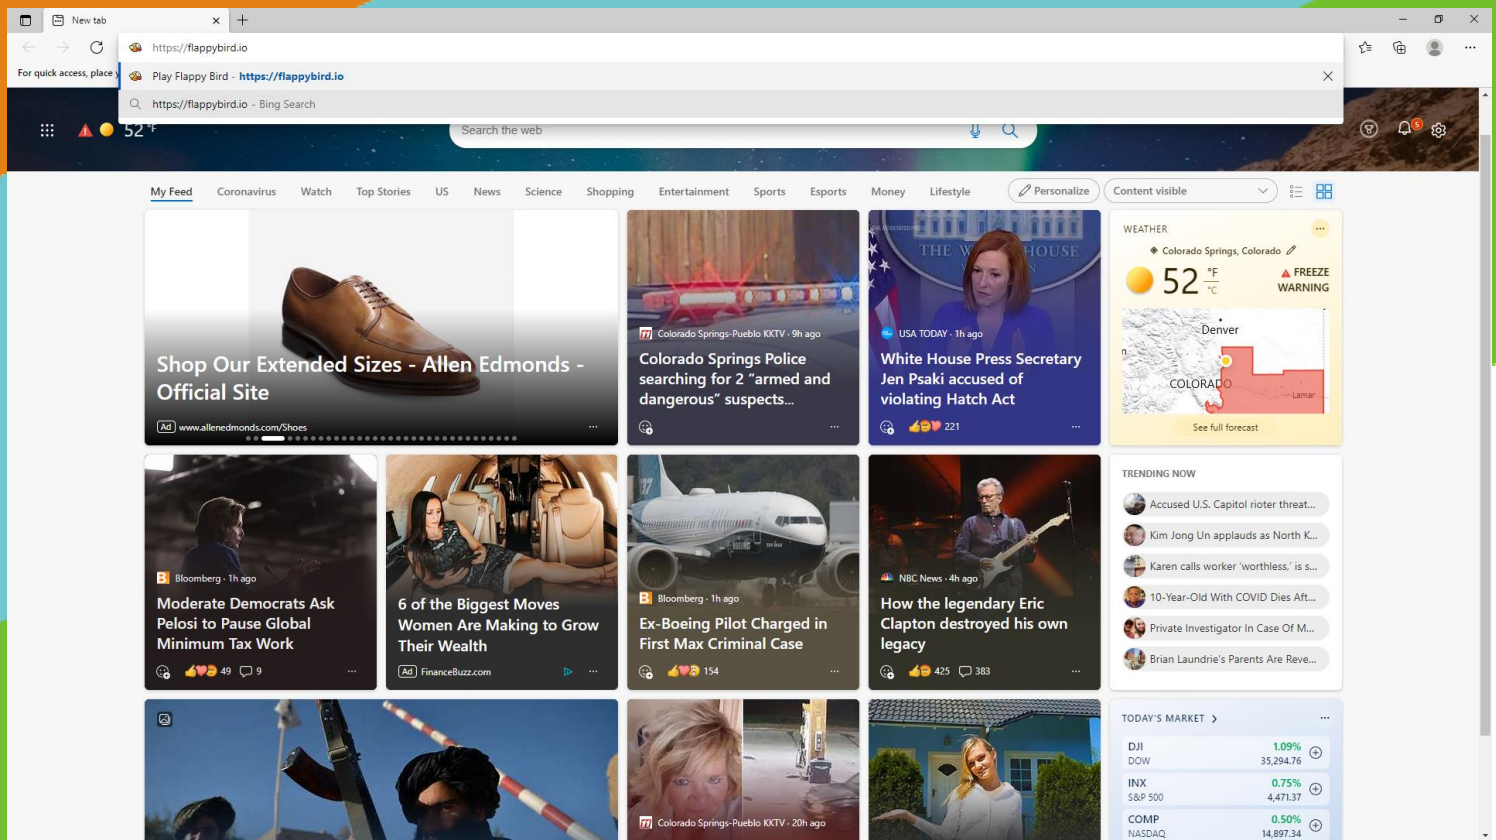 New tab
https://flappybird.io
Play Flappy Bird - https://flappybird.io
https://flappybird.io - Bing Search
For quick access, place y
52 °F
Search the web
5
My Feed Coronavirus Watch Top Stories US News Science Shopping Entertainment Sports Esports Money Lifestyle Personalize Content visible
Shop Our Extended Sizes - Allen Edmonds -
Official Site
Ad www.allenedmonds.com/Shoes
Colorado Springs-Pueblo KKTV · 9h ago
Colorado Springs Police
searching for 2 “armed and
dangerous” suspects...
USA TODAY · 1h ago
White House Press Secretary
Jen Psaki accused of
violating Hatch Act
221
WEATHER
Colorado Springs, Colorado
52 °F
°C
FREEZE
WARNING
Denver
COLORADO
Lamar
See full forecast
Bloomberg · 1h ago
Moderate Democrats Ask
Pelosi to Pause Global
Minimum Tax Work
49 9
6 of the Biggest Moves
Women Are Making to Grow
Their Wealth
Ad FinanceBuzz.com
Bloomberg · 1h ago
Ex-Boeing Pilot Charged in
First Max Criminal Case
154
NBC News · 4h ago
How the legendary Eric
Clapton destroyed his own
legacy
425 383
TRENDING NOW
Accused U.S. Capitol rioter threat...
Kim Jong Un applauds as North K...
Karen calls worker ‘worthless,’ is s...
10-Year-Old With COVID Dies Aft...
Private Investigator In Case Of M...
Brian Laundrie's Parents Are Reve...
Colorado Springs-Pueblo KKTV · 20h ago
TODAY'S MARKET
DJI 1.09%
DOW 35,294.76
INX 0.75%
S&P 500 4,471.37
COMP 0.50%
NASDAQ 14,897.34